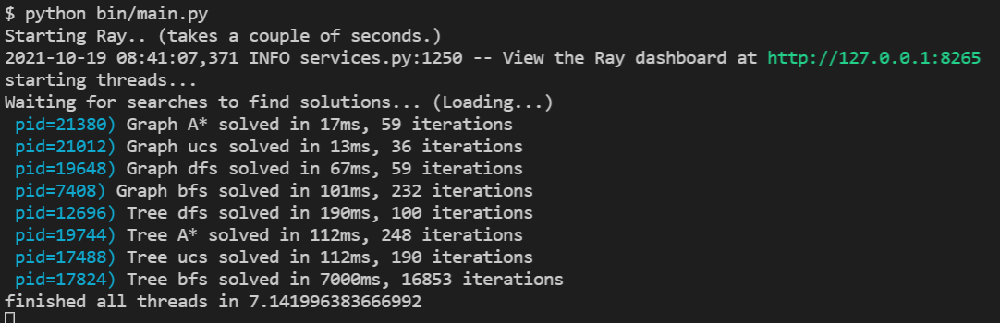 $ python bin/main.py
Starting Ray.. (takes a couple of seconds.)
2021-10-19 08:41:07,371 INFO services.py:1250 -- View the Ray dashboard at http://127.0.0.1:8265
starting threads...
Waiting for searches to find solutions... (Loading...)
pid=21380) Graph A* solved in 17ms, 59 iterations
pid=21012) Graph ucs solved in 13ms, 36 iterations
pid=19648) Graph dfs solved in 67ms, 59 iterations
pid=7408) Graph bfs solved in 101ms, 232 iterations
pid=12696) Tree dfs solved in 190ms, 100 iterations
pid=19744) Tree A* solved in 112ms, 248 iterations
pid=17488) Tree ucs solved in 112ms, 190 iterations
pid=17824) Tree bfs solved in 7000ms, 16853 iterations
finished all threads in 7.141996383666992